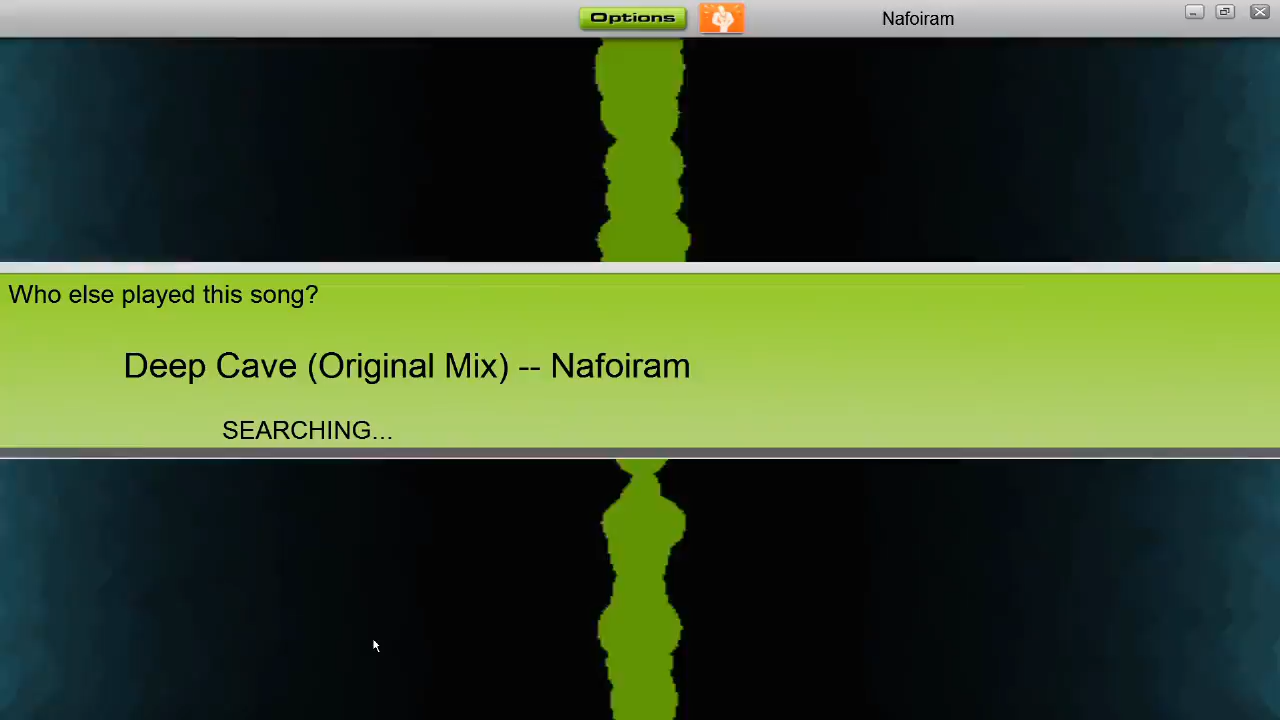 Options
Nafoiram
Who else played this song?
Deep Cave (Original Mix) -- Nafoiram
SEARCHING...